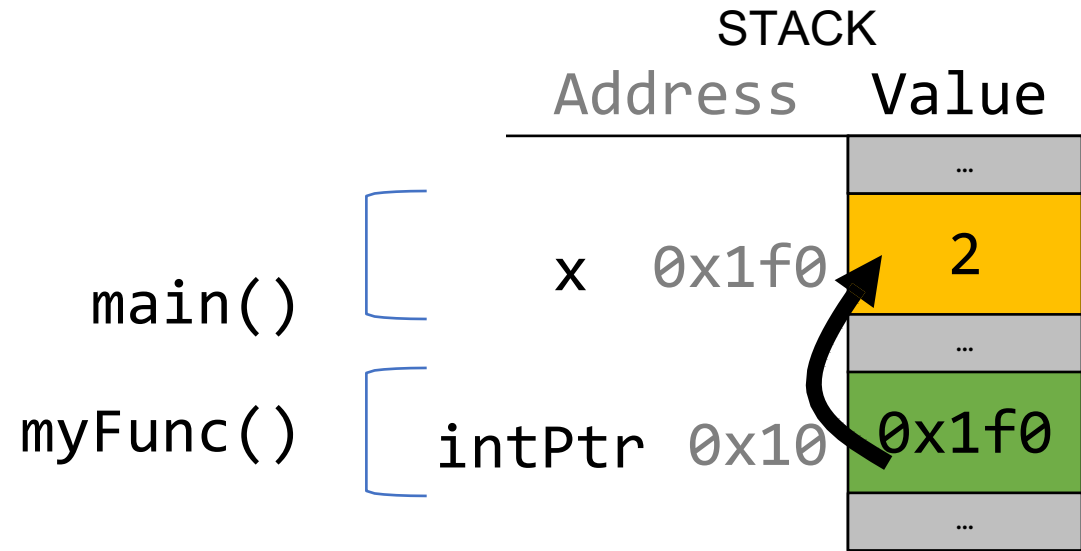 STACK
Address Value
…
main() x 0x1f0 2
…
myFunc() intPtr 0x10 0x1f0
…